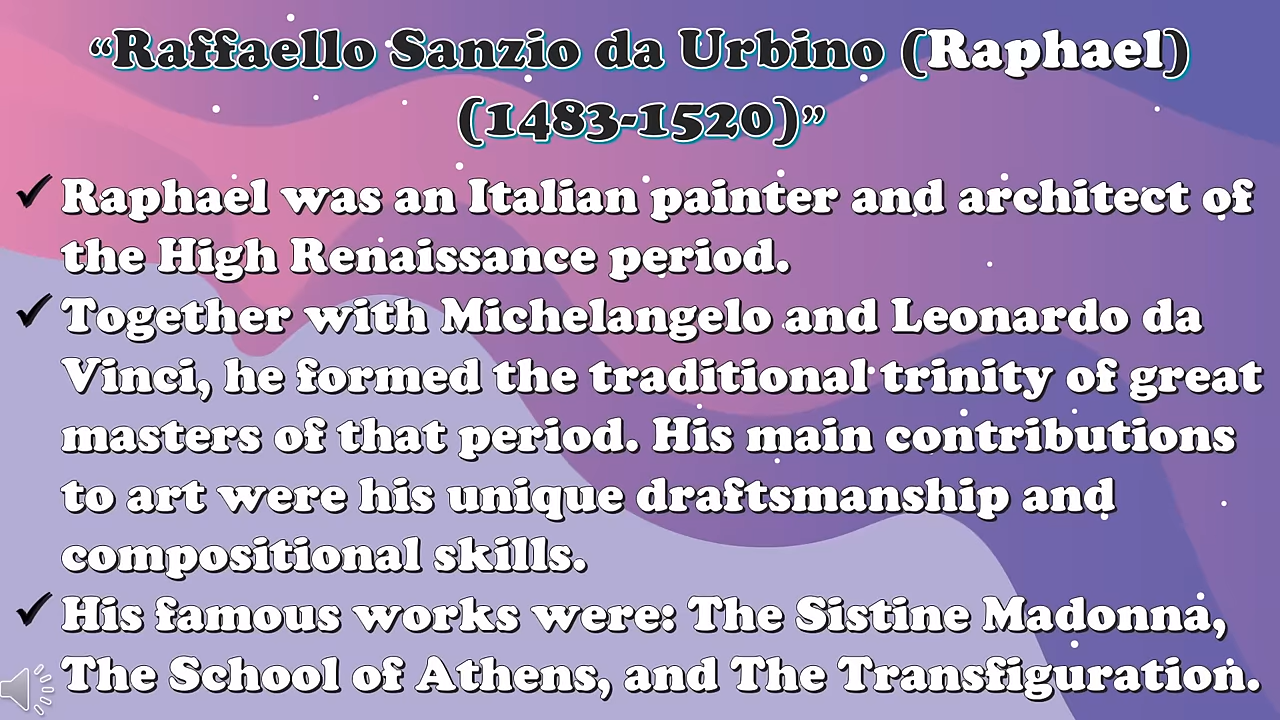 “Raffaello Sanzio da Urbino (Raphael)
(1483-1520)”
✓ Raphael was an Italian painter and architect of
the High Renaissance period.
✓ Together with Michelangelo and Leonardo da
Vinci, he formed the traditional trinity of great
masters of that period. His main contributions
to art were his unique draftsmanship and
compositional skills.
✓ His famous works were: The Sistine Madonna,
The School of Athens, and The Transfiguration.